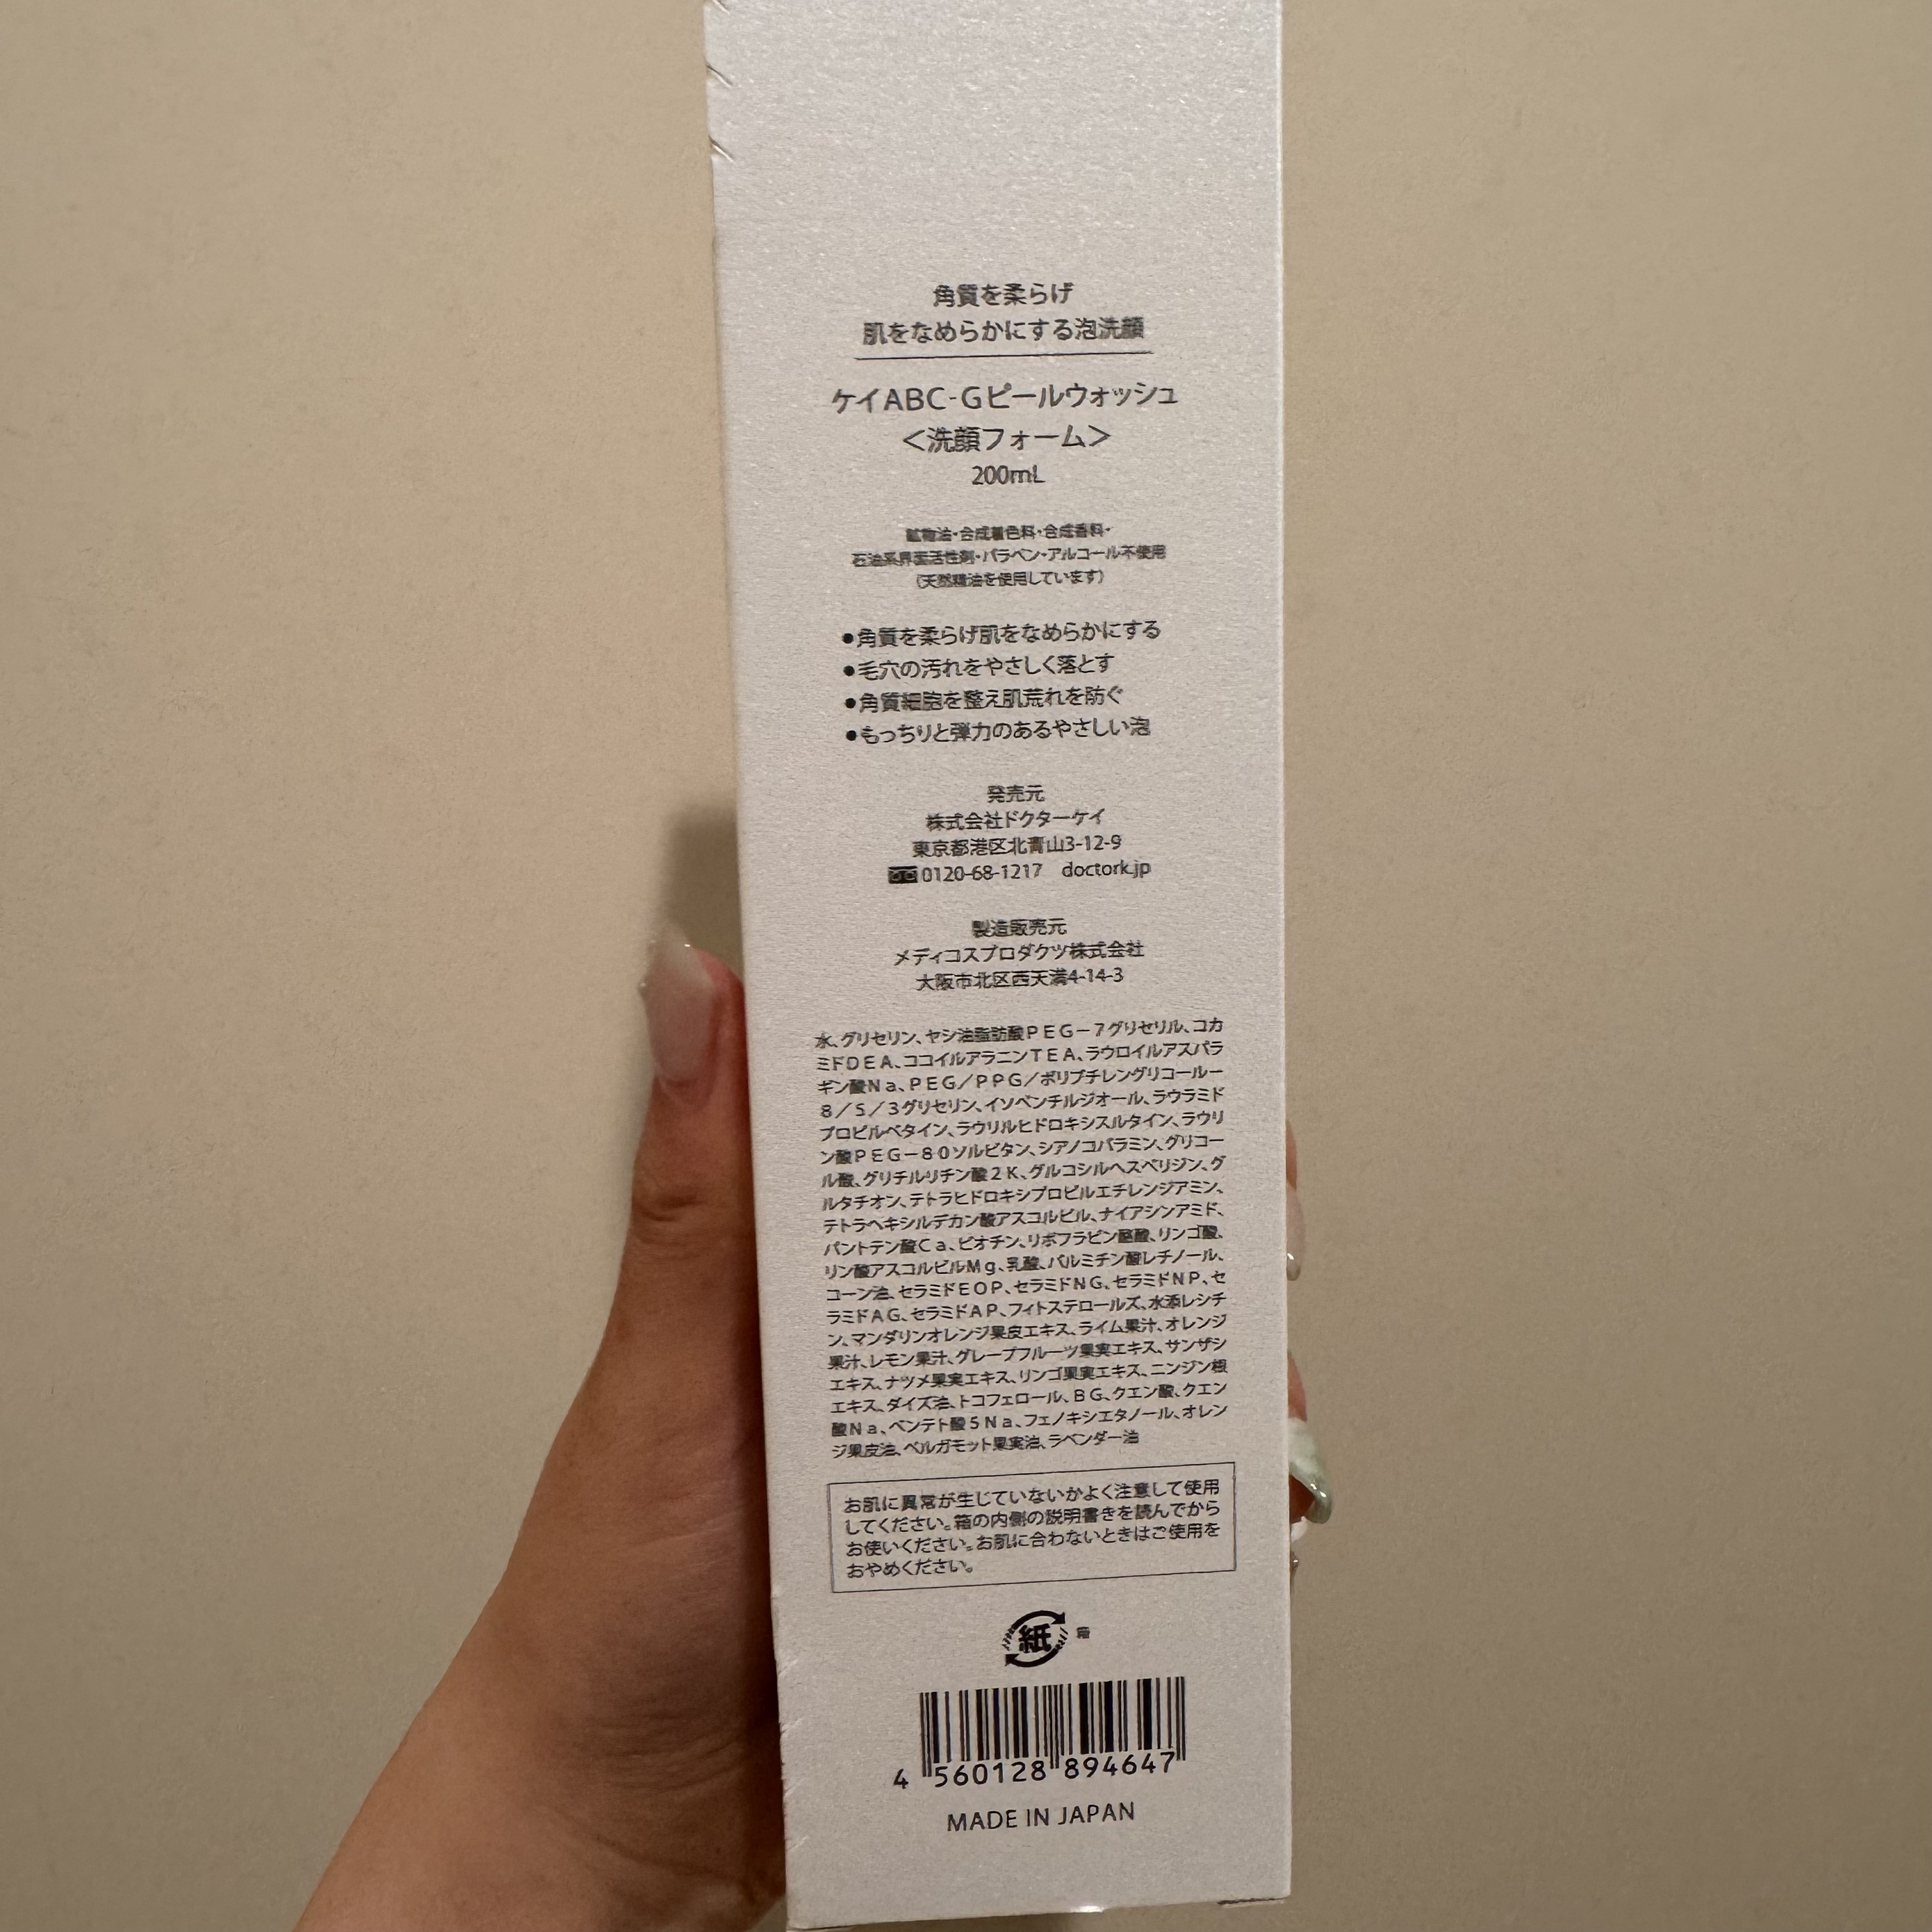 角質を柔らげ
肌をなめらかにする泡洗顔
ケイABC-Gピールウォッシュ
＜洗顔フォーム＞
200mL
鉱物油・合成着色料・合成香料・
石油系界面活性剤・パラベン・アルコール不使用
（天然精油を使用しています）
●角質を柔らげ肌をなめらかにする
●毛穴の汚れをやさしく落とす
●角質細胞を整え肌荒れを防ぐ
●もっちりと弾力のあるやさしい泡
発売元
株式会社ドクターケイ
東京都港区北青山3-12-9
0120-68-1217 doctork.jp
製造販売元
メディコスプロダクツ株式会社
大阪市北区西天満4-14-3
水、グリセリン、ヤシ油脂肪酸ＰＥＧ－７グリセリル、コカ
ミドＤＥＡ、ココイルアラニンＴＥＡ、ラウロイルアスパラ
ギン酸Ｎａ、ＰＥＧ／ＰＰＧ／ポリブチレングリコール－
８／５／３グリセリン、イソペンチルジオール、ラウラミド
プロピルベタイン、ラウリルヒドロキシスルタイン、ラウリ
ン酸ＰＥＧ－８０ソルビタン、シアノコバラミン、グリコー
ル酸、グリチルリチン酸２Ｋ、グルコシルヘスペリジン、グ
ルタチオン、テトラヒドロキシプロピルエチレンジアミン、
テトラヘキシルデカン酸アスコルビル、ナイアシンアミド、
パントテン酸Ｃａ、ビオチン、リボフラビン、酪酸、リンゴ酸、
リン酸アスコルビルＭｇ、乳酸、パルミチン酸レチノール、
コーン油、セラミドＥＯＰ、セラミドＮＧ、セラミドＮＰ、セ
ラミドＡＧ、セラミドＡＰ、フィトステロールズ、水添レシチ
ン、マンダリンオレンジ果皮エキス、ライム果汁、オレンジ
果汁、レモン果汁、グレープフルーツ果実エキス、サンザシ
エキス、ナツメ果実エキス、リンゴ果実エキス、ニンジン根
エキス、ダイズ油、トコフェロール、ＢＧ、クエン酸、クエン
酸Ｎａ、ペンテト酸５Ｎａ、フェノキシエタノール、オレン
ジ果皮油、ベルガモット果実油、ラベンダー油
お肌に異常が生じていないかよく注意して使用
してください。箱の内側の説明書きを読んでから
お使いください。お肌に合わないときはご使用を
おやめください。
紙 箱
4 560128 894647
MADE IN JAPAN